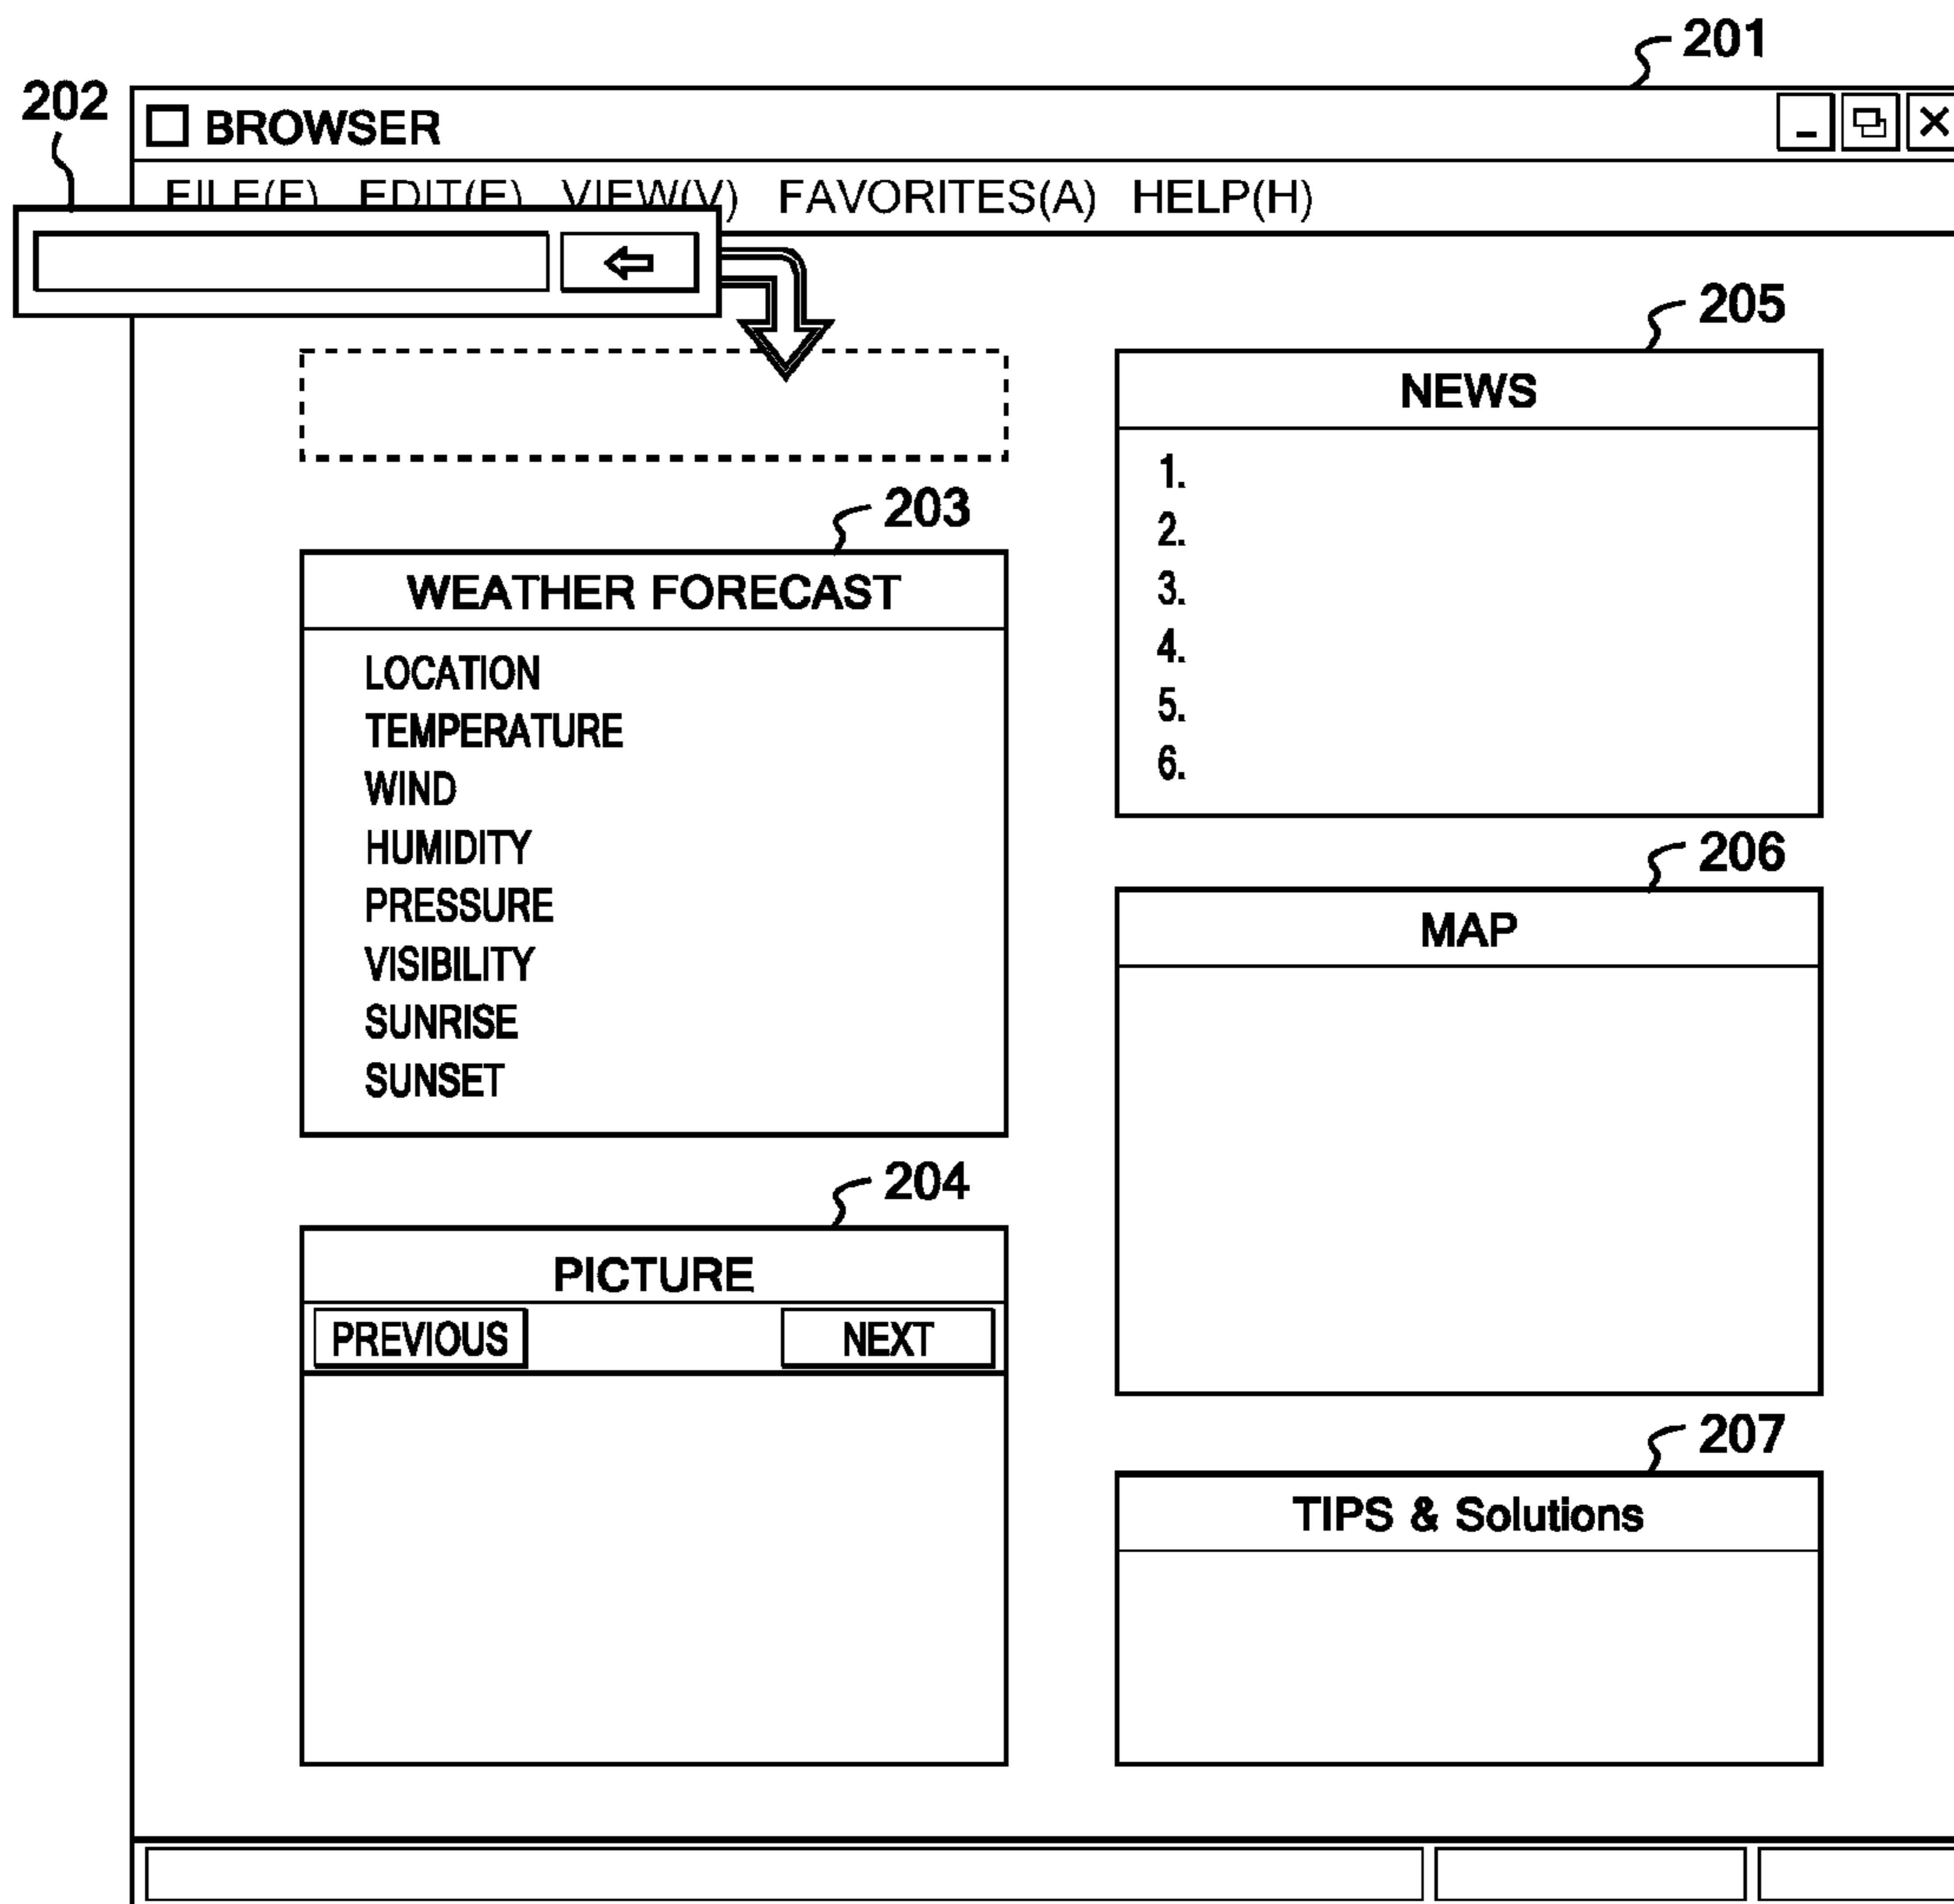 201
202
BROWSER
FILE(F) EDIT(E) VIEW(V) FAVORITES(A) HELP(H)
203
WEATHER FORECAST
LOCATION
TEMPERATURE
WIND
HUMIDITY
PRESSURE
VISIBILITY
SUNRISE
SUNSET
204
PICTURE
PREVIOUS NEXT
205
NEWS
1.
2.
3.
4.
5.
6.
206
MAP
207
TIPS & Solutions